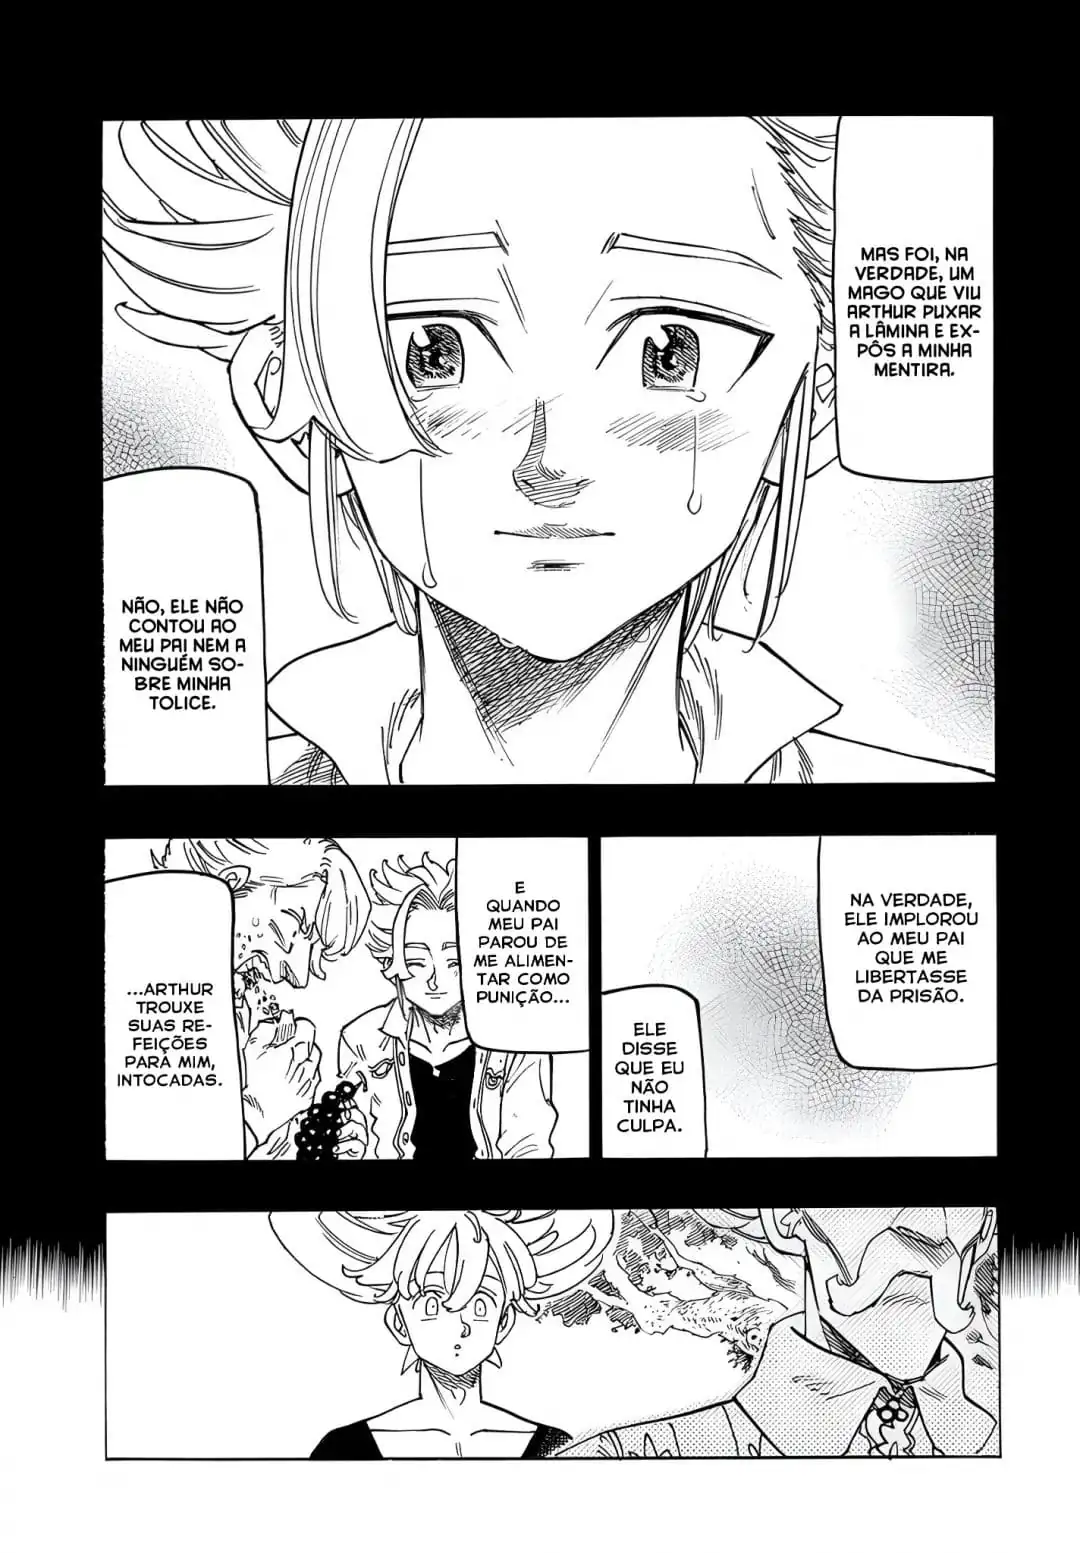 MAS FOI, NA
VERDADE, UM
MAGO QUE VIU
ARTHUR PUXAR
A LÂMINA E EX-
PÔS A MINHA
MENTIRA.
NÃO, ELE NÃO
CONTOU AO
MEU PAI NEM A
NINGUÉM SO-
BRE MINHA
TOLICE.
NA VERDADE,
ELE IMPLOROU
AO MEU PAI
QUE ME
LIBERTASSE
DA PRISÃO.
ELE
DISSE
QUE EU
NÃO
TINHA
CULPA.
E
QUANDO
MEU PAI
PAROU DE
ME ALIMEN-
TAR COMO
PUNIÇÃO...
...ARTHUR
TROUXE
SUAS RE-
FEIÇÕES
PARA MIM,
INTOCADAS.